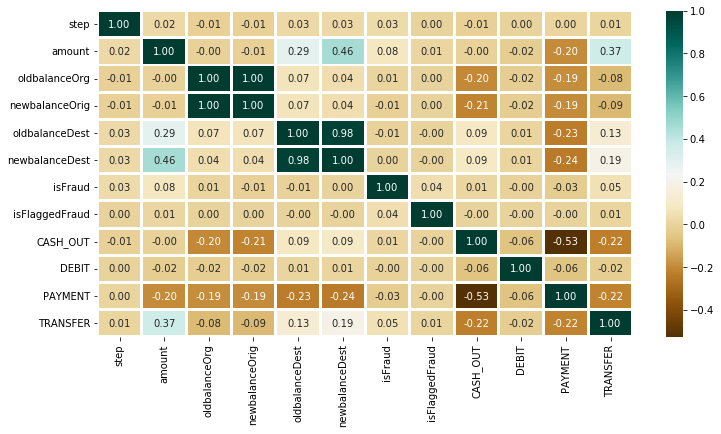 step 1.00 0.02 -0.01 -0.01 0.03 0.03 0.03 0.00 -0.01 0.00 0.00 0.01
amount 0.02 1.00 -0.00 -0.01 0.29 0.46 0.08 0.01 -0.00 -0.02 -0.20 0.37
oldbalanceOrg -0.01 -0.00 1.00 1.00 0.07 0.04 0.01 0.00 -0.20 -0.02 -0.19 -0.08
newbalanceOrig -0.01 -0.01 1.00 1.00 0.07 0.04 -0.01 0.00 -0.21 -0.02 -0.19 -0.09
oldbalanceDest 0.03 0.29 0.07 0.07 1.00 0.98 -0.01 -0.00 0.09 0.01 -0.23 0.13
newbalanceDest 0.03 0.46 0.04 0.04 0.98 1.00 0.00 -0.00 0.09 0.01 -0.24 0.19
isFraud 0.03 0.08 0.01 -0.01 -0.01 0.00 1.00 0.04 0.01 -0.00 -0.03 0.05
isFlaggedFraud 0.00 0.01 0.00 0.00 -0.00 -0.00 0.04 1.00 -0.00 -0.00 -0.00 0.01
CASH_OUT -0.01 -0.00 -0.20 -0.21 0.09 0.09 0.01 -0.00 1.00 -0.06 -0.53 -0.22
DEBIT 0.00 -0.02 -0.02 -0.02 0.01 0.01 -0.00 -0.00 -0.06 1.00 -0.06 -0.02
PAYMENT 0.00 -0.20 -0.19 -0.19 -0.23 -0.24 -0.03 -0.00 -0.53 -0.06 1.00 -0.22
TRANSFER 0.01 0.37 -0.08 -0.09 0.13 0.19 0.05 0.01 -0.22 -0.02 -0.22 1.00
step
amount
oldbalanceOrg
newbalanceOrig
oldbalanceDest
newbalanceDest
isFraud
isFlaggedFraud
CASH_OUT
DEBIT
PAYMENT
TRANSFER
1.0
0.8
0.6
0.4
0.2
0.0
−0.2
−0.4